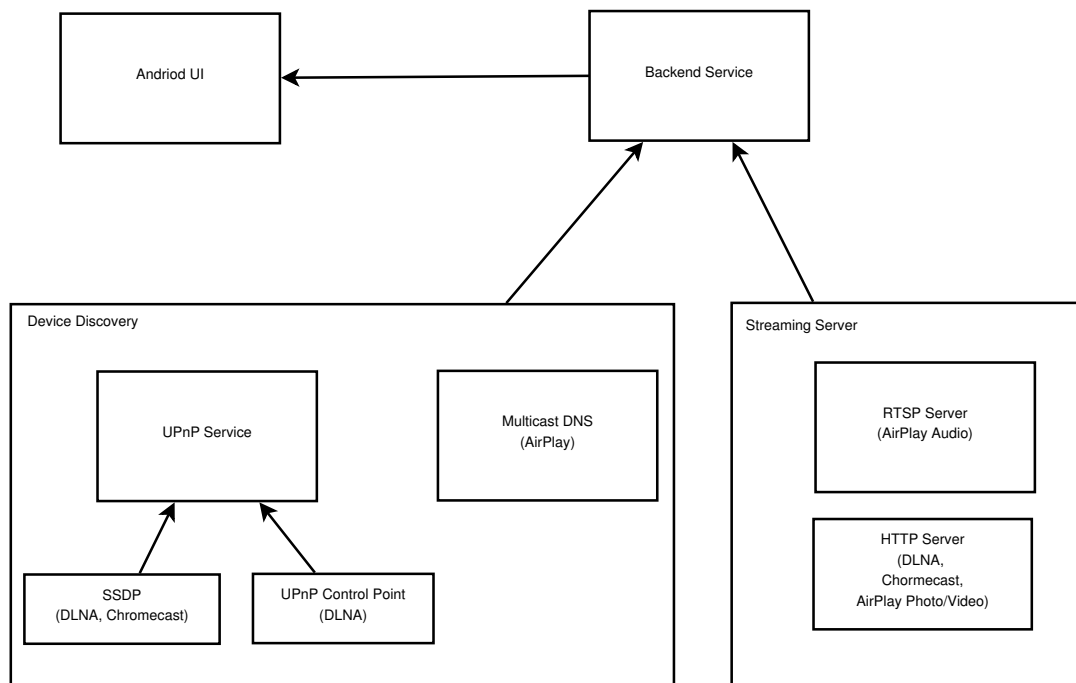 Andriod UI
Backend Service
Device Discovery
UPnP Service
Multicast DNS
(AirPlay)
SSDP
(DLNA, Chromecast)
UPnP Control Point
(DLNA)
Streaming Server
RTSP Server
(AirPlay Audio)
HTTP Server
(DLNA,
Chormecast,
AirPlay Photo/Video)